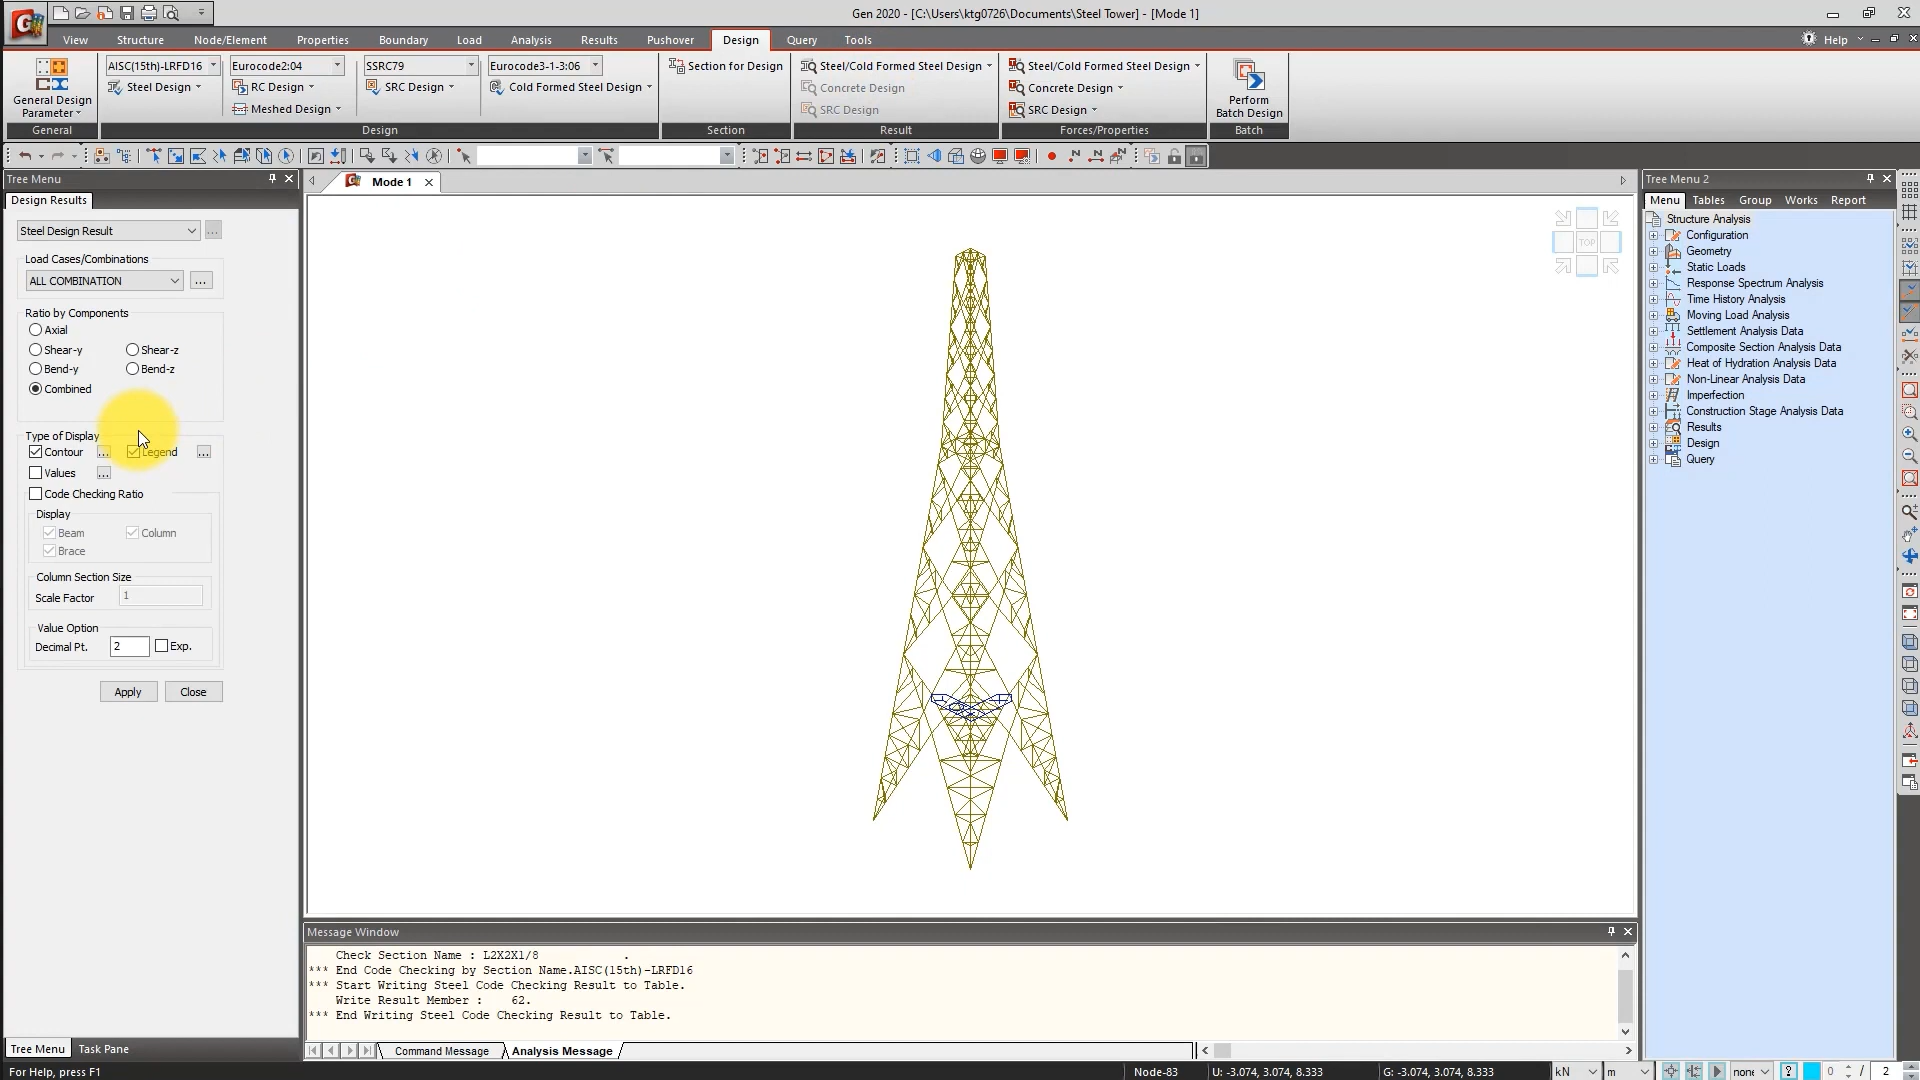 Gen 2020 - [C:\Users\ktg0726\Documents\Steel Tower] - [Mode 1]
View Structure Node/Element Properties Boundary Load Analysis Results Pushover Design Query Tools Help
General Design Parameter
General
AISC(15th)-LRFD16 Eurocode2:04 SSRC79 Eurocode3-1-3:06
Steel Design RC Design SRC Design Cold Formed Steel Design
Meshed Design
Design
Section for Design
Section
Steel/Cold Formed Steel Design
Concrete Design
SRC Design
Result
Steel/Cold Formed Steel Design
Concrete Design
SRC Design
Forces/Properties
Perform Batch Design
Batch
Tree Menu
Design Results
Steel Design Result ...
Load Cases/Combinations
ALL COMBINATION ...
Ratio by Components
Axial
Shear-y Shear-z
Bend-y Bend-z
Combined
Type of Display
Contour ... Legend ...
Values ...
Code Checking Ratio
Display
Beam Column
Brace
Column Section Size
Scale Factor 1
Value Option
Decimal Pt. 2 Exp.
Apply Close
Tree Menu Task Pane
Mode 1
TOP
Message Window
Check Section Name : L2X2X1/8 .
*** End Code Checking by Section Name.AISC(15th)-LRFD16
*** Start Writing Steel Code Checking Result to Table.
Write Result Member : 62.
*** End Writing Steel Code Checking Result to Table.
Command Message Analysis Message
Tree Menu 2
Menu Tables Group Works Report
Structure Analysis
Configuration
Geometry
Static Loads
Response Spectrum Analysis
Time History Analysis
Moving Load Analysis
Settlement Analysis Data
Composite Section Analysis Data
Heat of Hydration Analysis Data
Non-Linear Analysis Data
Imperfection
Construction Stage Analysis Data
Results
Design
Query
For Help, press F1
Node-83 U: -3.074, 3.074, 8.333 G: -3.074, 3.074, 8.333 kN m none ? 0 / 2